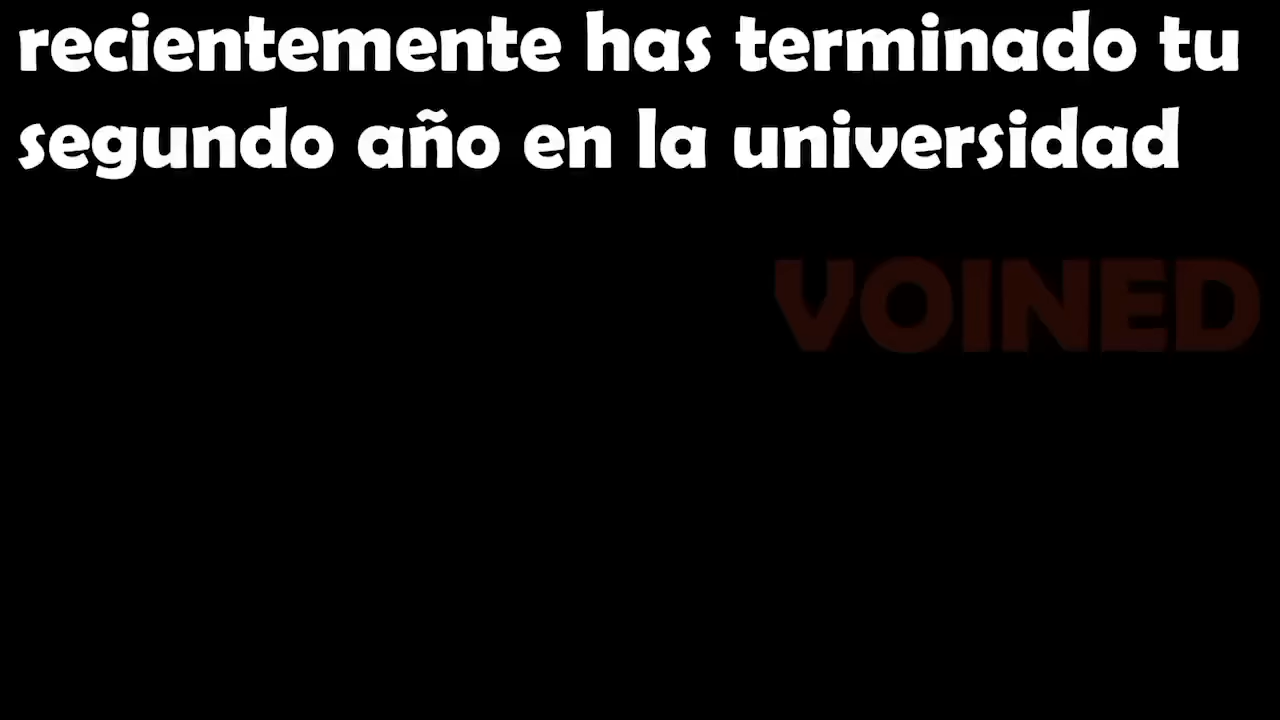 recientemente has terminado tu
segundo año en la universidad
VOINED